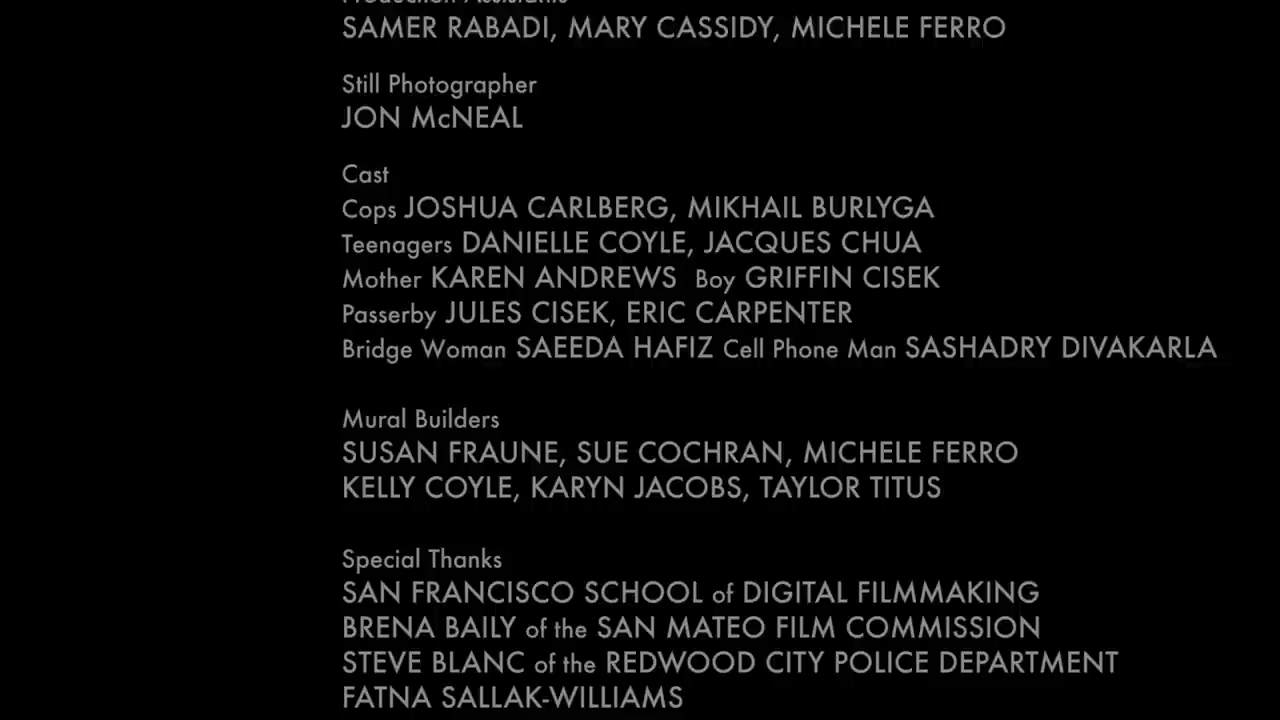 Production Assistants
SAMER RABADI, MARY CASSIDY, MICHELE FERRO
Still Photographer
JON McNEAL
Cast
Cops JOSHUA CARLBERG, MIKHAIL BURLYGA
Teenagers DANIELLE COYLE, JACQUES CHUA
Mother KAREN ANDREWS Boy GRIFFIN CISEK
Passerby JULES CISEK, ERIC CARPENTER
Bridge Woman SAEEDA HAFIZ Cell Phone Man SASHADRY DIVAKARLA
Mural Builders
SUSAN FRAUNE, SUE COCHRAN, MICHELE FERRO
KELLY COYLE, KARYN JACOBS, TAYLOR TITUS
Special Thanks
SAN FRANCISCO SCHOOL of DIGITAL FILMMAKING
BRENA BAILY of the SAN MATEO FILM COMMISSION
STEVE BLANC of the REDWOOD CITY POLICE DEPARTMENT
FATNA SALLAK-WILLIAMS